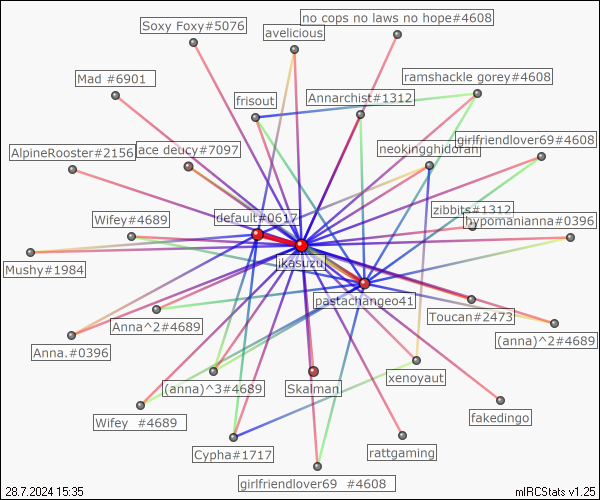 no cops no laws no hope#4608
Soxy Foxy#5076
avelicious
Mad #6901
ramshackle gorey#4608
frisout
Annarchist#1312
girlfriendlover69#4608
AlpineRooster#2156
ace deucy#7097
neokingghidorah
zibbits#1312
Wifey#4689
default#0617
hypomanianna#0396
Mushy#1984
ikasuzu
pastachangeo41
Anna^2#4689
Toucan#2473
(anna)^2#4689
Anna.#0396
(anna)^3#4689
Skalman
xenoyaut
fakedingo
Wifey #4689
Cypha#1717
rattgaming
girlfriendlover69 #4608
28.7.2024 15:35
mIRCStats v1.25